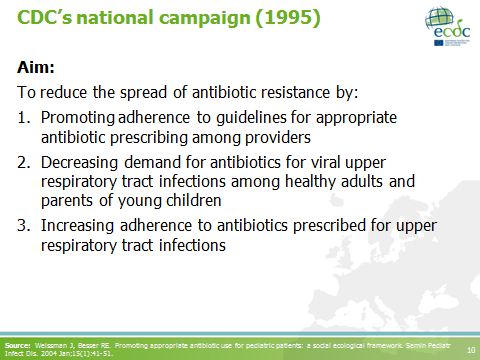 CDC's national campaign (1995)
ecdc
Aim:
To reduce the spread of antibiotic resistance by:
1. Promoting adherence to guidelines for appropriate
antibiotic prescribing among providers
2. Decreasing demand for antibiotics for viral upper
respiratory tract infections among healthy adults and
parents of young children
3. Increasing adherence to antibiotics prescribed for upper
respiratory tract infections
Source: Weissman J, Besser RE. Promoting appropriate antibiotic use for pediatric patients: a social ecological framework. Semin Pediatr
Infect Dis. 2004 Jan;15(1):41-51.
10